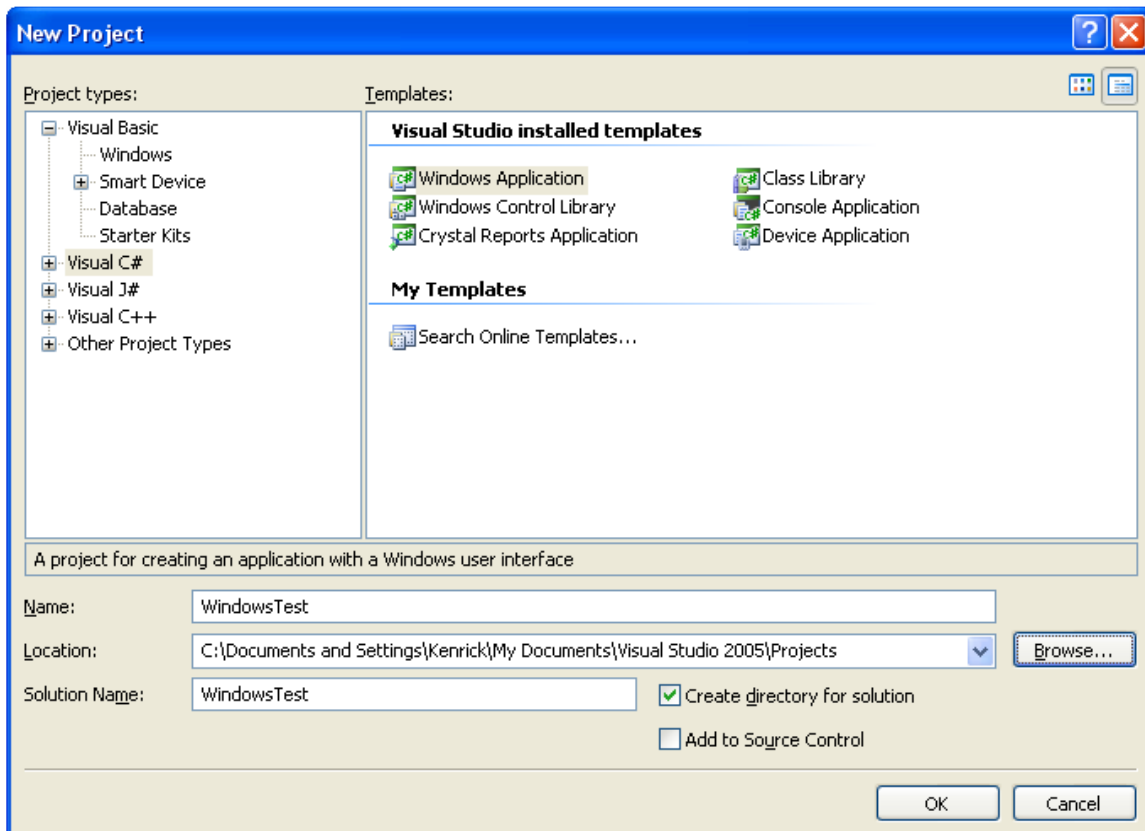 New Project
Project types:
Templates:
Visual Basic
Windows
Smart Device
Database
Starter Kits
Visual C#
Visual J#
Visual C++
Other Project Types
Visual Studio installed templates
Windows Application
Class Library
Windows Control Library
Console Application
Crystal Reports Application
Device Application
My Templates
Search Online Templates...
A project for creating an application with a Windows user interface
Name:
WindowsTest
Location:
C:\Documents and Settings\Kenrick\My Documents\Visual Studio 2005\Projects
Browse...
Solution Name:
WindowsTest
Create directory for solution
Add to Source Control
OK
Cancel